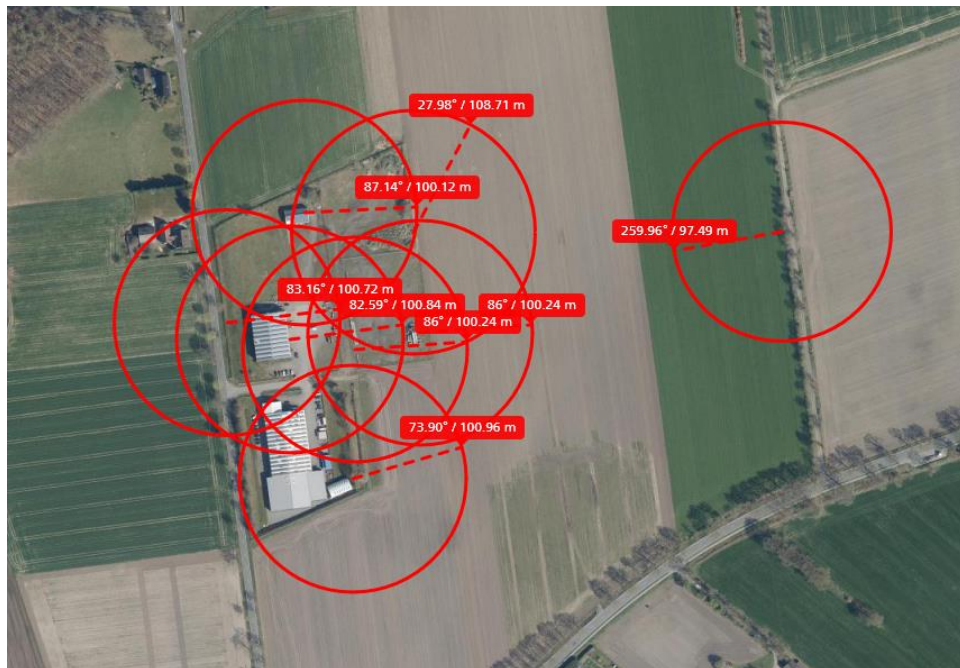 27.98° / 108.71 m
87.14° / 100.12 m
259.96° / 97.49 m
83.16° / 100.72 m
82.59° / 100.84 m
86° / 100.24 m
86° / 100.24 m
73.90° / 100.96 m